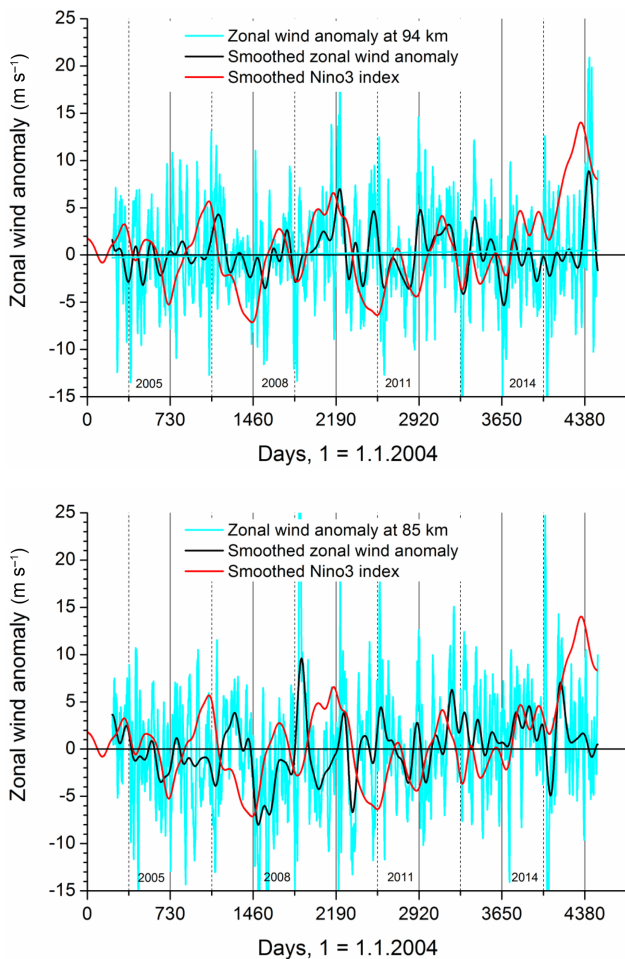 Zonal wind anomaly (m s⁻¹)
25
20
15
10
5
0
-5
-10
-15
Zonal wind anomaly at 94 km
Smoothed zonal wind anomaly
Smoothed Nino3 index
2005 2008 2011 2014
0 730 1460 2190 2920 3650 4380
Days, 1 = 1.1.2004
Zonal wind anomaly (m s⁻¹)
25
20
15
10
5
0
-5
-10
-15
Zonal wind anomaly at 85 km
Smoothed zonal wind anomaly
Smoothed Nino3 index
2005 2008 2011 2014
0 730 1460 2190 2920 3650 4380
Days, 1 = 1.1.2004